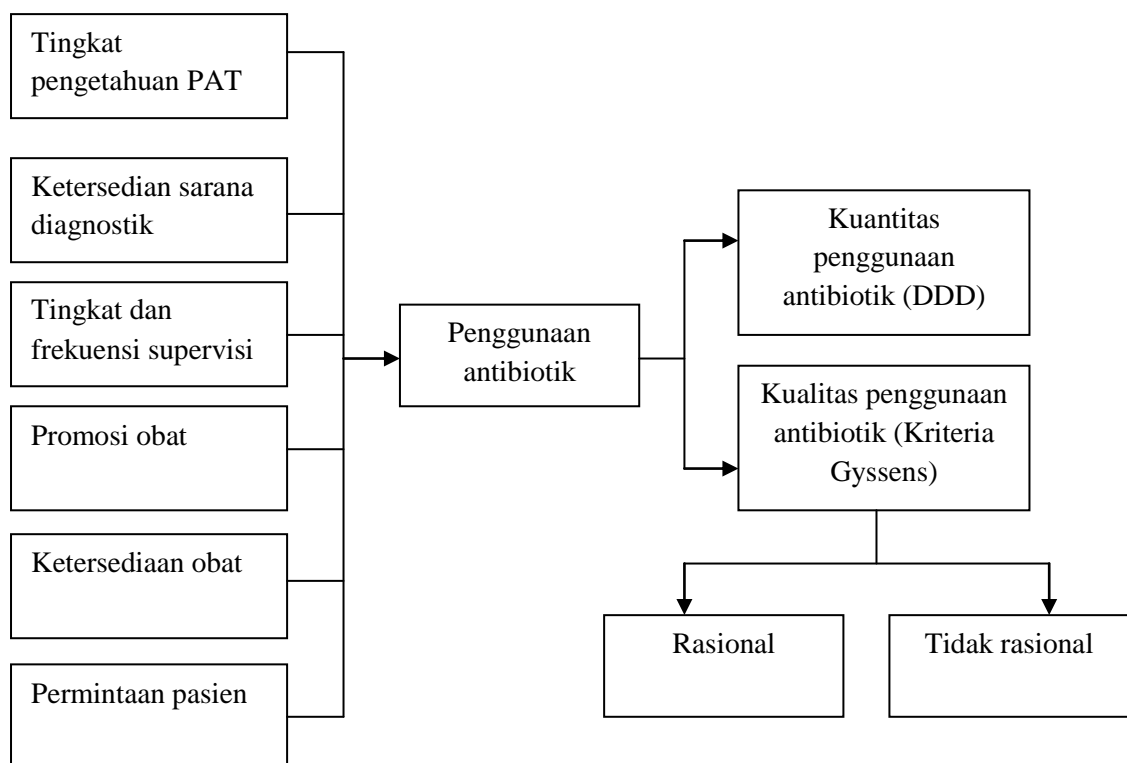 Tingkat
pengetahuan PAT
Ketersedian sarana
diagnostik
Tingkat dan
frekuensi supervisi
Promosi obat
Ketersediaan obat
Permintaan pasien
Penggunaan
antibiotik
Kuantitas
penggunaan
antibiotik (DDD)
Kualitas penggunaan
antibiotik (Kriteria
Gyssens)
Rasional
Tidak rasional